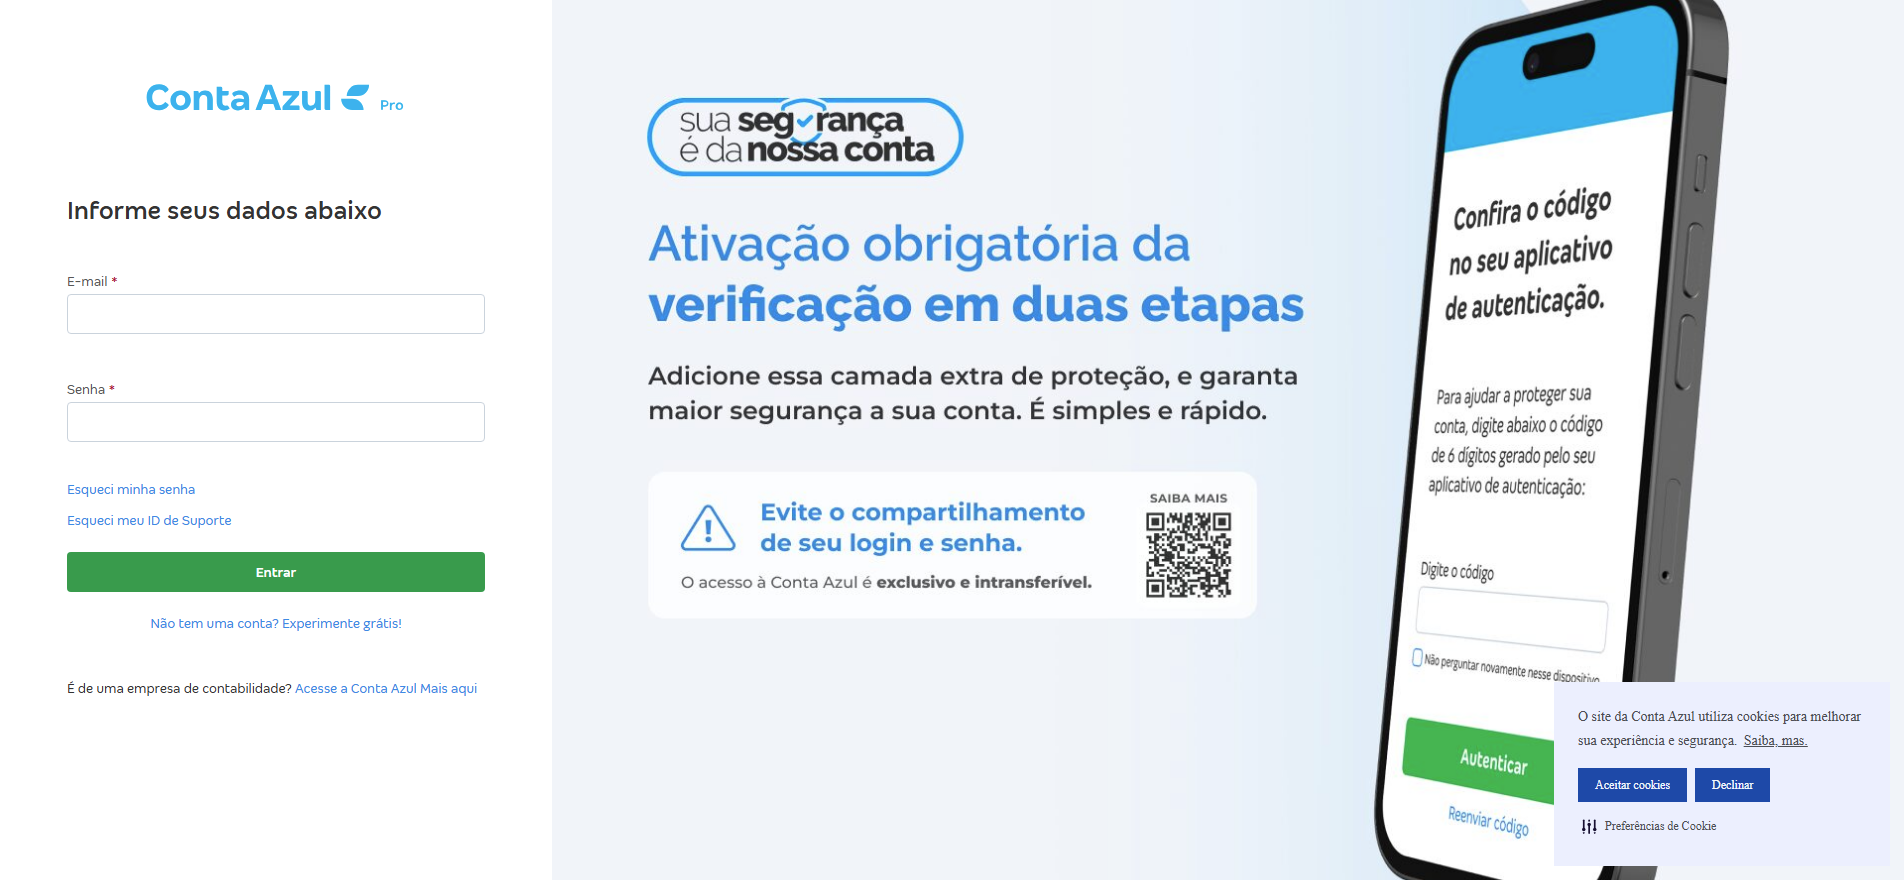 Conta Azul Pro
Informe seus dados abaixo
E-mail *
Senha *
Esqueci minha senha
Esqueci meu ID de Suporte
Entrar
Não tem uma conta? Experimente grátis!
É de uma empresa de contabilidade? Acesse a Conta Azul Mais aqui
sua segurança
é da nossa conta
Ativação obrigatória da
verificação em duas etapas
Adicione essa camada extra de proteção, e garanta
maior segurança a sua conta. É simples e rápido.
Evite o compartilhamento
de seu login e senha.
O acesso à Conta Azul é exclusivo e intransferível.
SAIBA MAIS
Confira o código
no seu aplicativo
de autenticação.
Para ajudar a proteger sua
conta, digite abaixo o código
de 6 dígitos gerado pelo seu
aplicativo de autenticação:
Digite o código
Não perguntar novamente nesse dispositivo
Autenticar
Reenviar código
O site da Conta Azul utiliza cookies para melhorar
sua experiência e segurança. Saiba, mas.
Aceitar cookies
Declinar
Preferências de Cookie